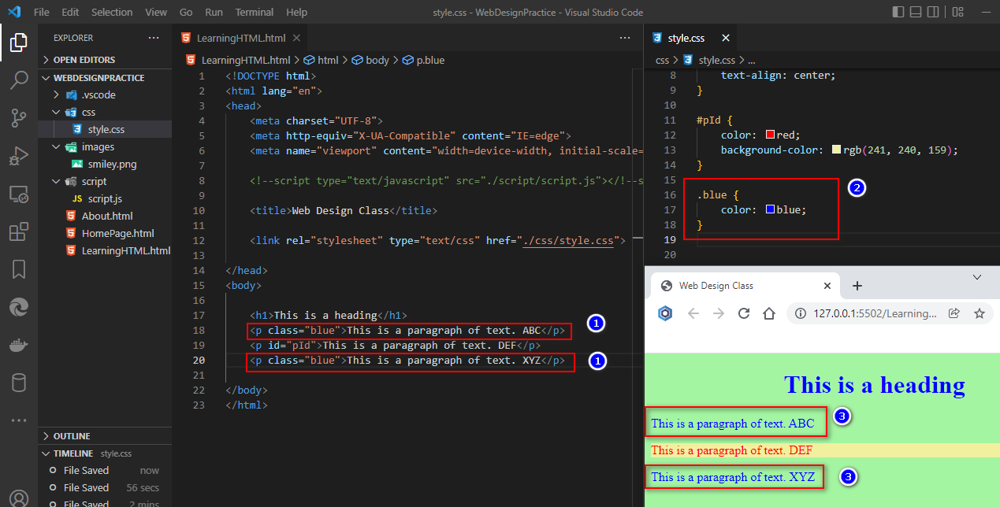 File Edit Selection View Go Run Terminal Help style.css - WebDesignPractice - Visual Studio Code
EXPLORER
OPEN EDITORS
WEBDESIGNPRACTICE
.vscode
css
style.css
images
smiley.png
script
JS script.js
About.html
HomePage.html
LearningHTML.html
OUTLINE
TIMELINE style.css
File Saved now
File Saved 56 secs
File Saved 2 mins
LearningHTML.html
LearningHTML.html > html > body > p.blue
1 <!DOCTYPE html>
2 <html lang="en">
3 <head>
4 <meta charset="UTF-8">
5 <meta http-equiv="X-UA-Compatible" content="IE=edge">
6 <meta name="viewport" content="width=device-width, initial-scale=
7
8 <!--script type="text/javascript" src="./script/script.js"></!--s
9
10 <title>Web Design Class</title>
11
12 <link rel="stylesheet" type="text/css" href="./css/style.css">
13
14 </head>
15 <body>
16
17 <h1>This is a heading</h1>
18 <p class="blue">This is a paragraph of text. ABC</p>
1
19 <p id="pId">This is a paragraph of text. DEF</p>
20 <p class="blue">This is a paragraph of text. XYZ</p>
1
21
22 </body>
23 </html>
style.css
css > style.css > ...
8 text-align: center;
9 }
10
11 #pId {
12 color: red;
13 background-color: rgb(241, 240, 159);
14 }
15
16 .blue {
2
17 color: blue;
18 }
19
20
Web Design Class
127.0.0.1:5502/Learning...
This is a heading
This is a paragraph of text. ABC
3
This is a paragraph of text. DEF
This is a paragraph of text. XYZ
3